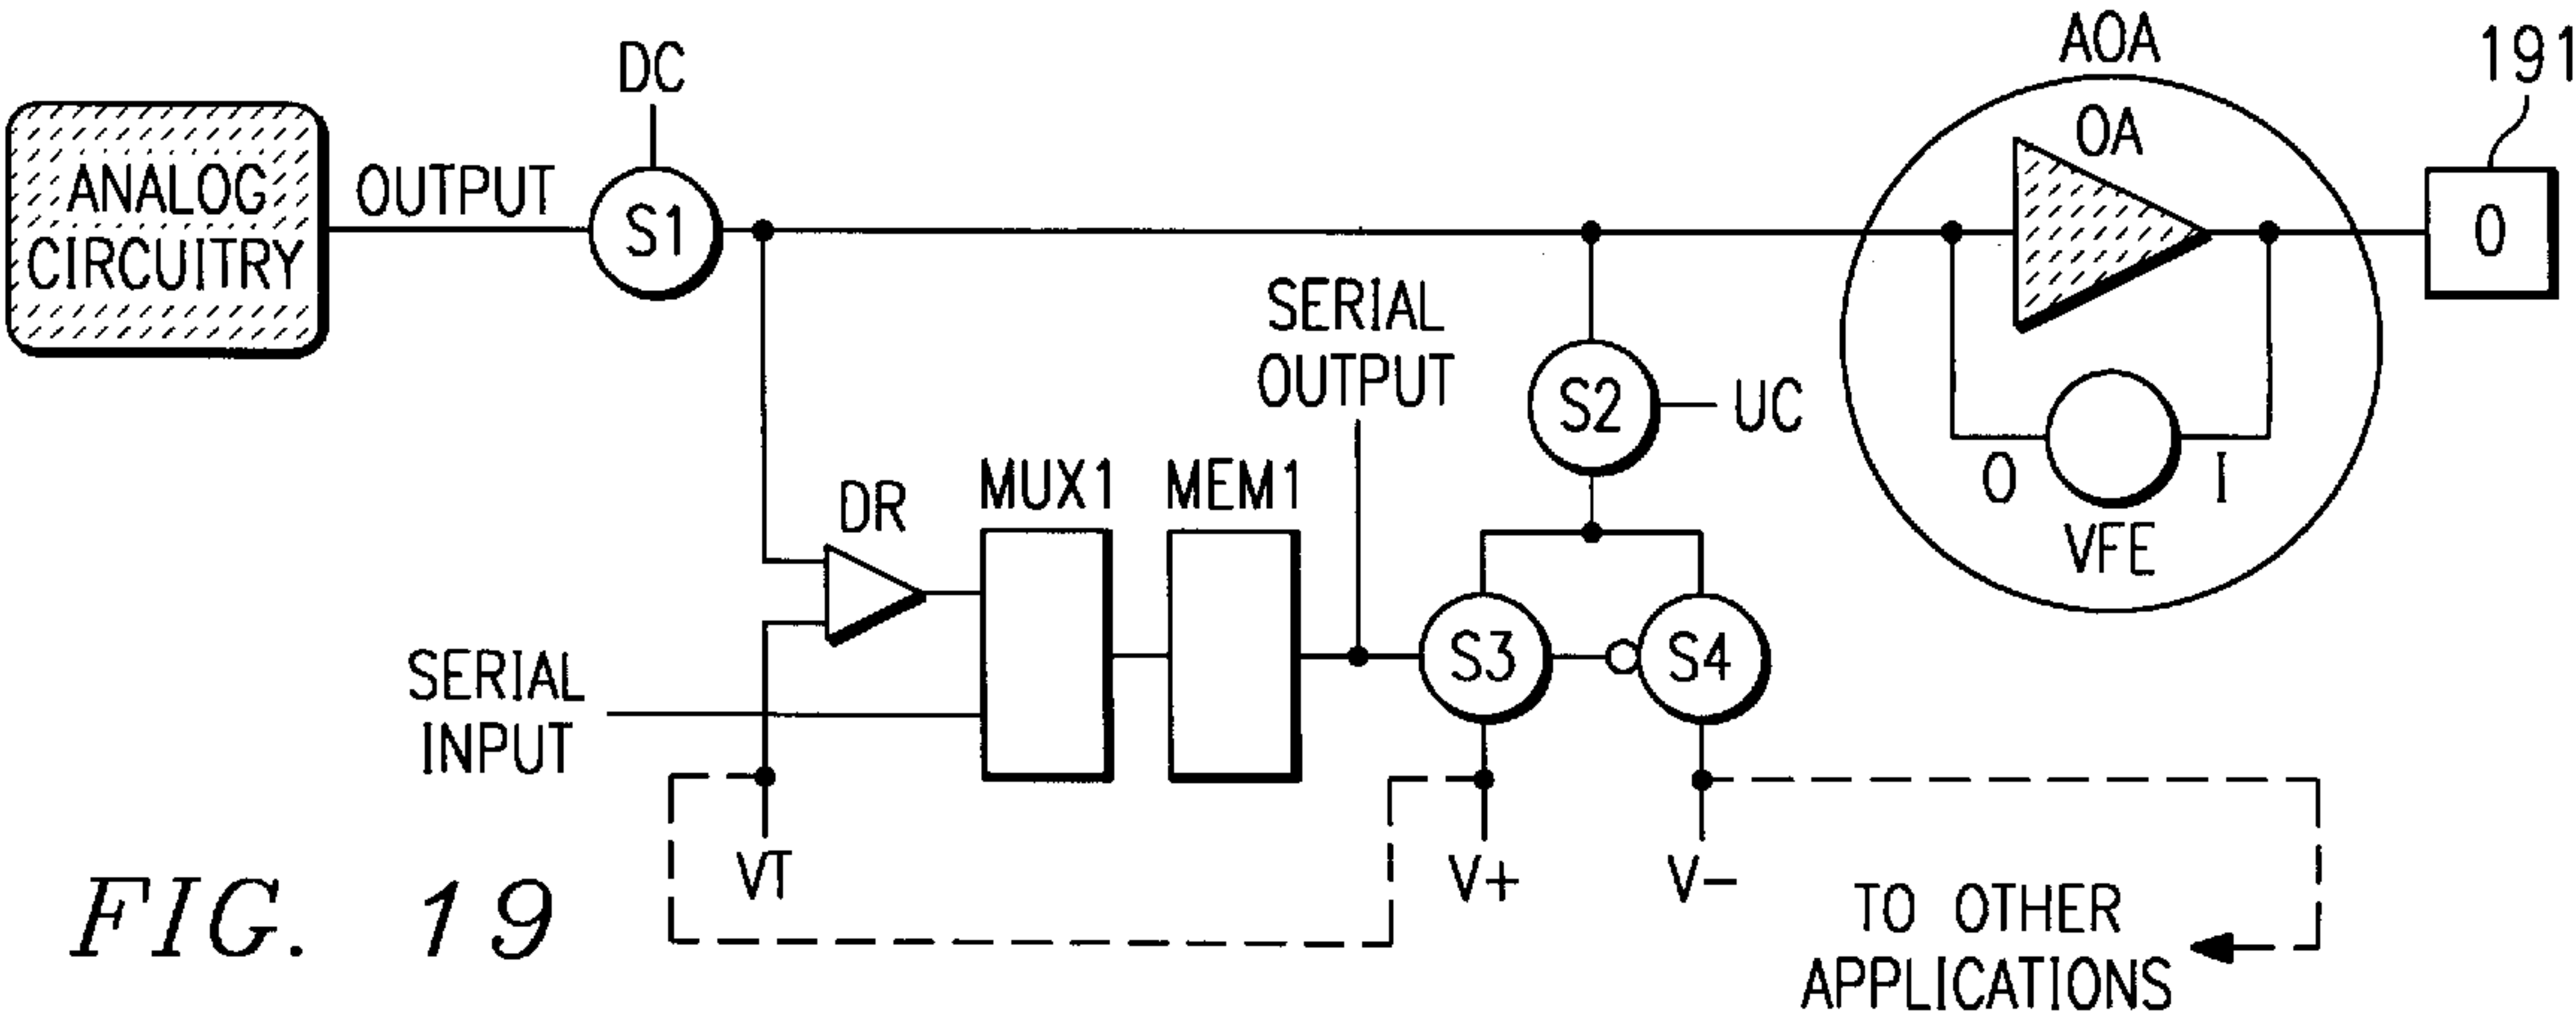 AOA
191
DC
OA
ANALOG
CIRCUITRY
OUTPUT
S1
O
SERIAL
OUTPUT
S2
UC
O
I
VFE
DR
MUX1
MEM1
S3
S4
SERIAL
INPUT
VT
V+
V-
TO OTHER
APPLICATIONS
FIG. 19